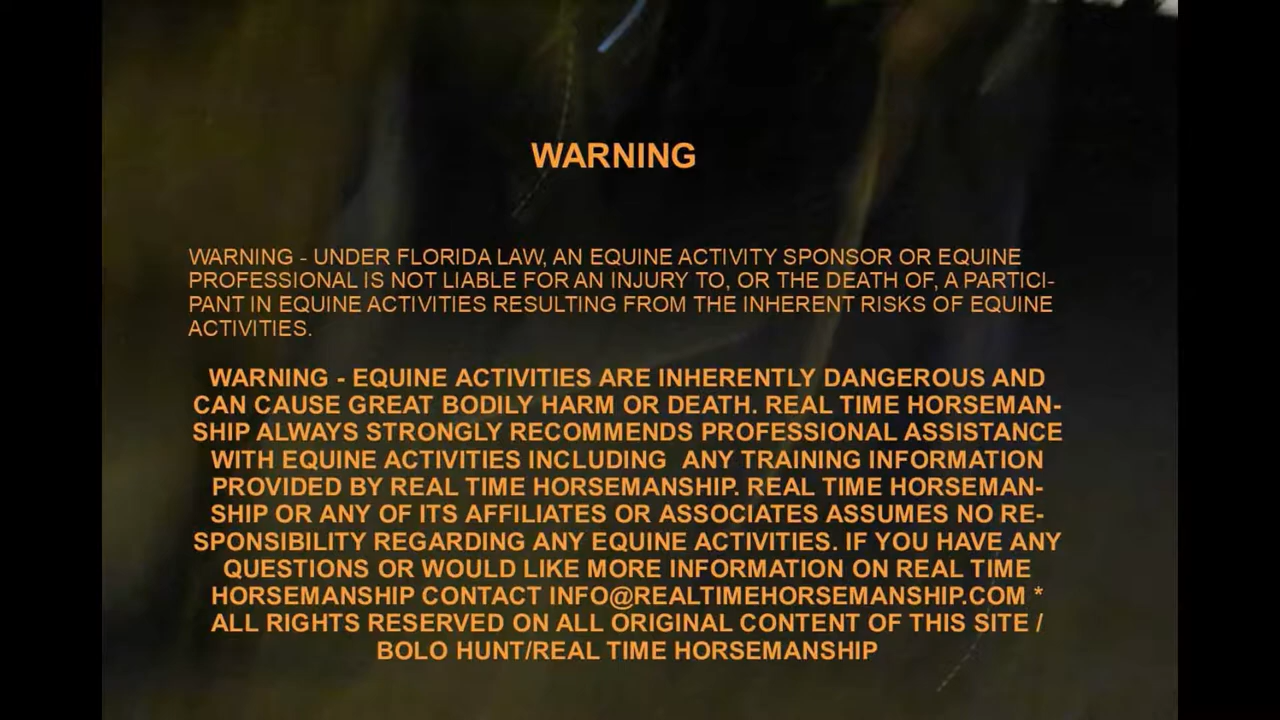 WARNING
WARNING - UNDER FLORIDA LAW, AN EQUINE ACTIVITY SPONSOR OR EQUINE
PROFESSIONAL IS NOT LIABLE FOR AN INJURY TO, OR THE DEATH OF, A PARTICI-
PANT IN EQUINE ACTIVITIES RESULTING FROM THE INHERENT RISKS OF EQUINE
ACTIVITIES.
WARNING - EQUINE ACTIVITIES ARE INHERENTLY DANGEROUS AND
CAN CAUSE GREAT BODILY HARM OR DEATH. REAL TIME HORSEMAN-
SHIP ALWAYS STRONGLY RECOMMENDS PROFESSIONAL ASSISTANCE
WITH EQUINE ACTIVITIES INCLUDING  ANY TRAINING INFORMATION
PROVIDED BY REAL TIME HORSEMANSHIP. REAL TIME HORSEMAN-
SHIP OR ANY OF ITS AFFILIATES OR ASSOCIATES ASSUMES NO RE-
SPONSIBILITY REGARDING ANY EQUINE ACTIVITIES. IF YOU HAVE ANY
QUESTIONS OR WOULD LIKE MORE INFORMATION ON REAL TIME
HORSEMANSHIP CONTACT INFO@REALTIMEHORSEMANSHIP.COM *
ALL RIGHTS RESERVED ON ALL ORIGINAL CONTENT OF THIS SITE /
BOLO HUNT/REAL TIME HORSEMANSHIP